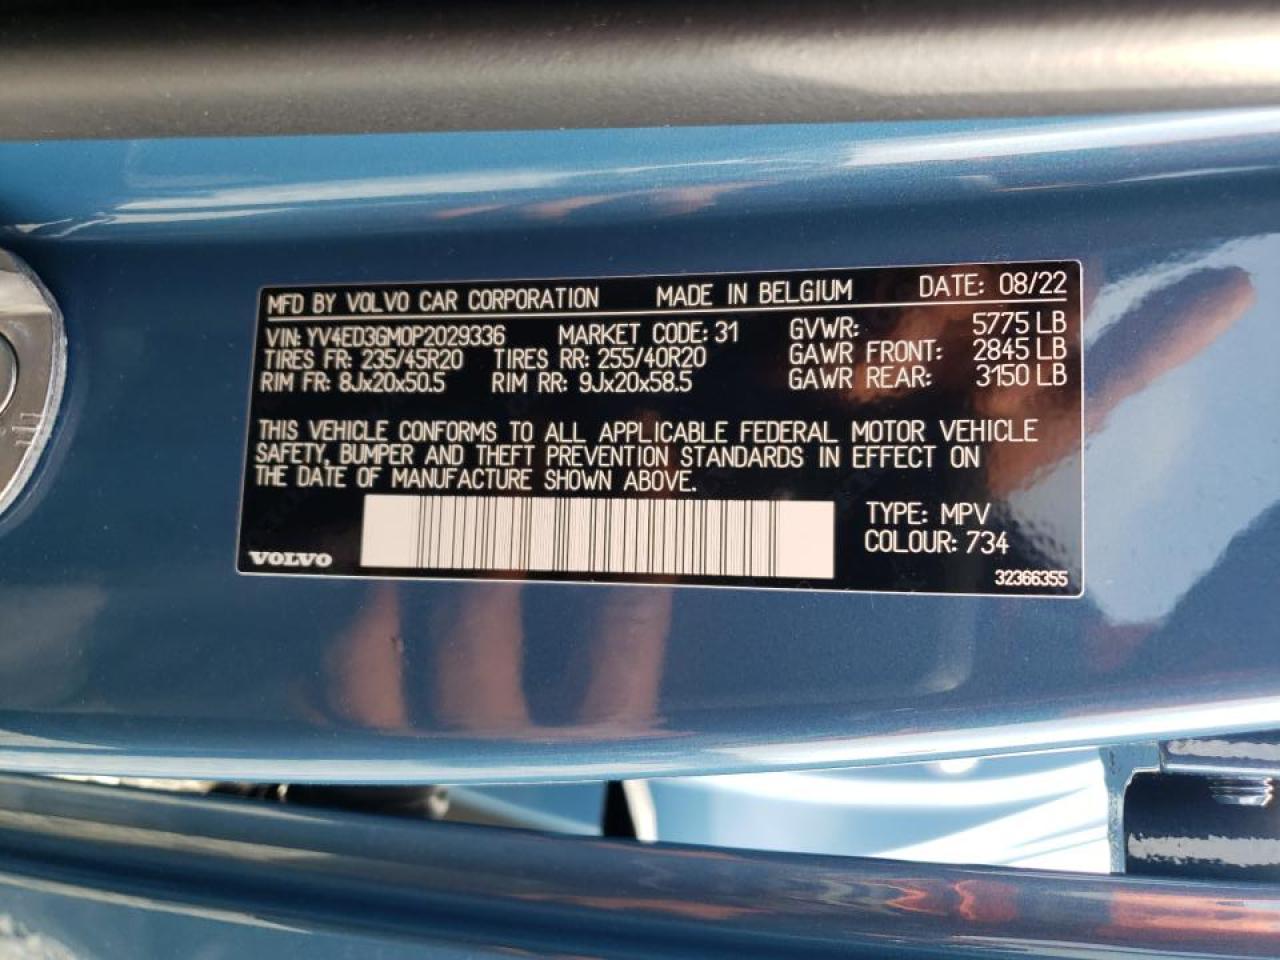 MFD BY VOLVO CAR CORPORATION MADE IN BELGIUM DATE: 08/22
VIN: YV4ED3GM0P2029336 MARKET CODE: 31 GVWR: 5775 LB
TIRES FR: 235/45R20 TIRES RR: 255/40R20 GAWR FRONT: 2845 LB
RIM FR: 8Jx20x50.5 RIM RR: 9Jx20x58.5 GAWR REAR: 3150 LB
THIS VEHICLE CONFORMS TO ALL APPLICABLE FEDERAL MOTOR VEHICLE
SAFETY, BUMPER AND THEFT PREVENTION STANDARDS IN EFFECT ON
THE DATE OF MANUFACTURE SHOWN ABOVE.
TYPE: MPV
COLOUR: 734
VOLVO
32366355